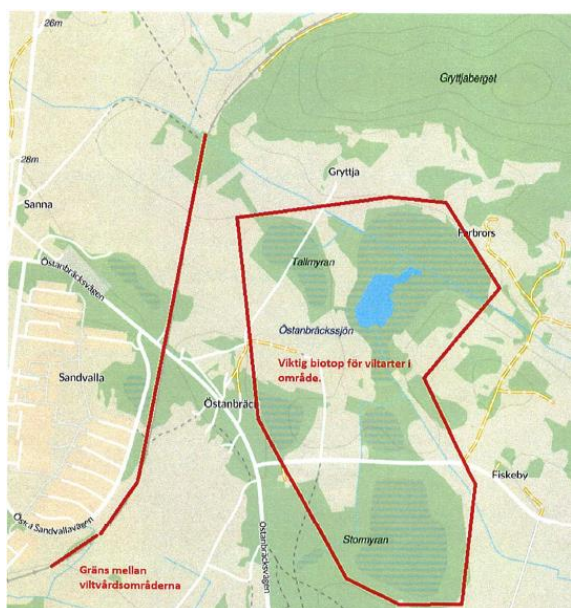 26m
Gryttjaberget
28m
Gryttja
Sanna
Farbrors
Östanbräcksvägen
Tallmyran
Östanbräckssjön
Viktig biotop för viltarter i
område.
Sandvalla
Östanbräck
Fiskeby
Östra Sandvallavägen
Östanbräcksvägen
Stormyran
Gräns mellan
viltvårdsområderna